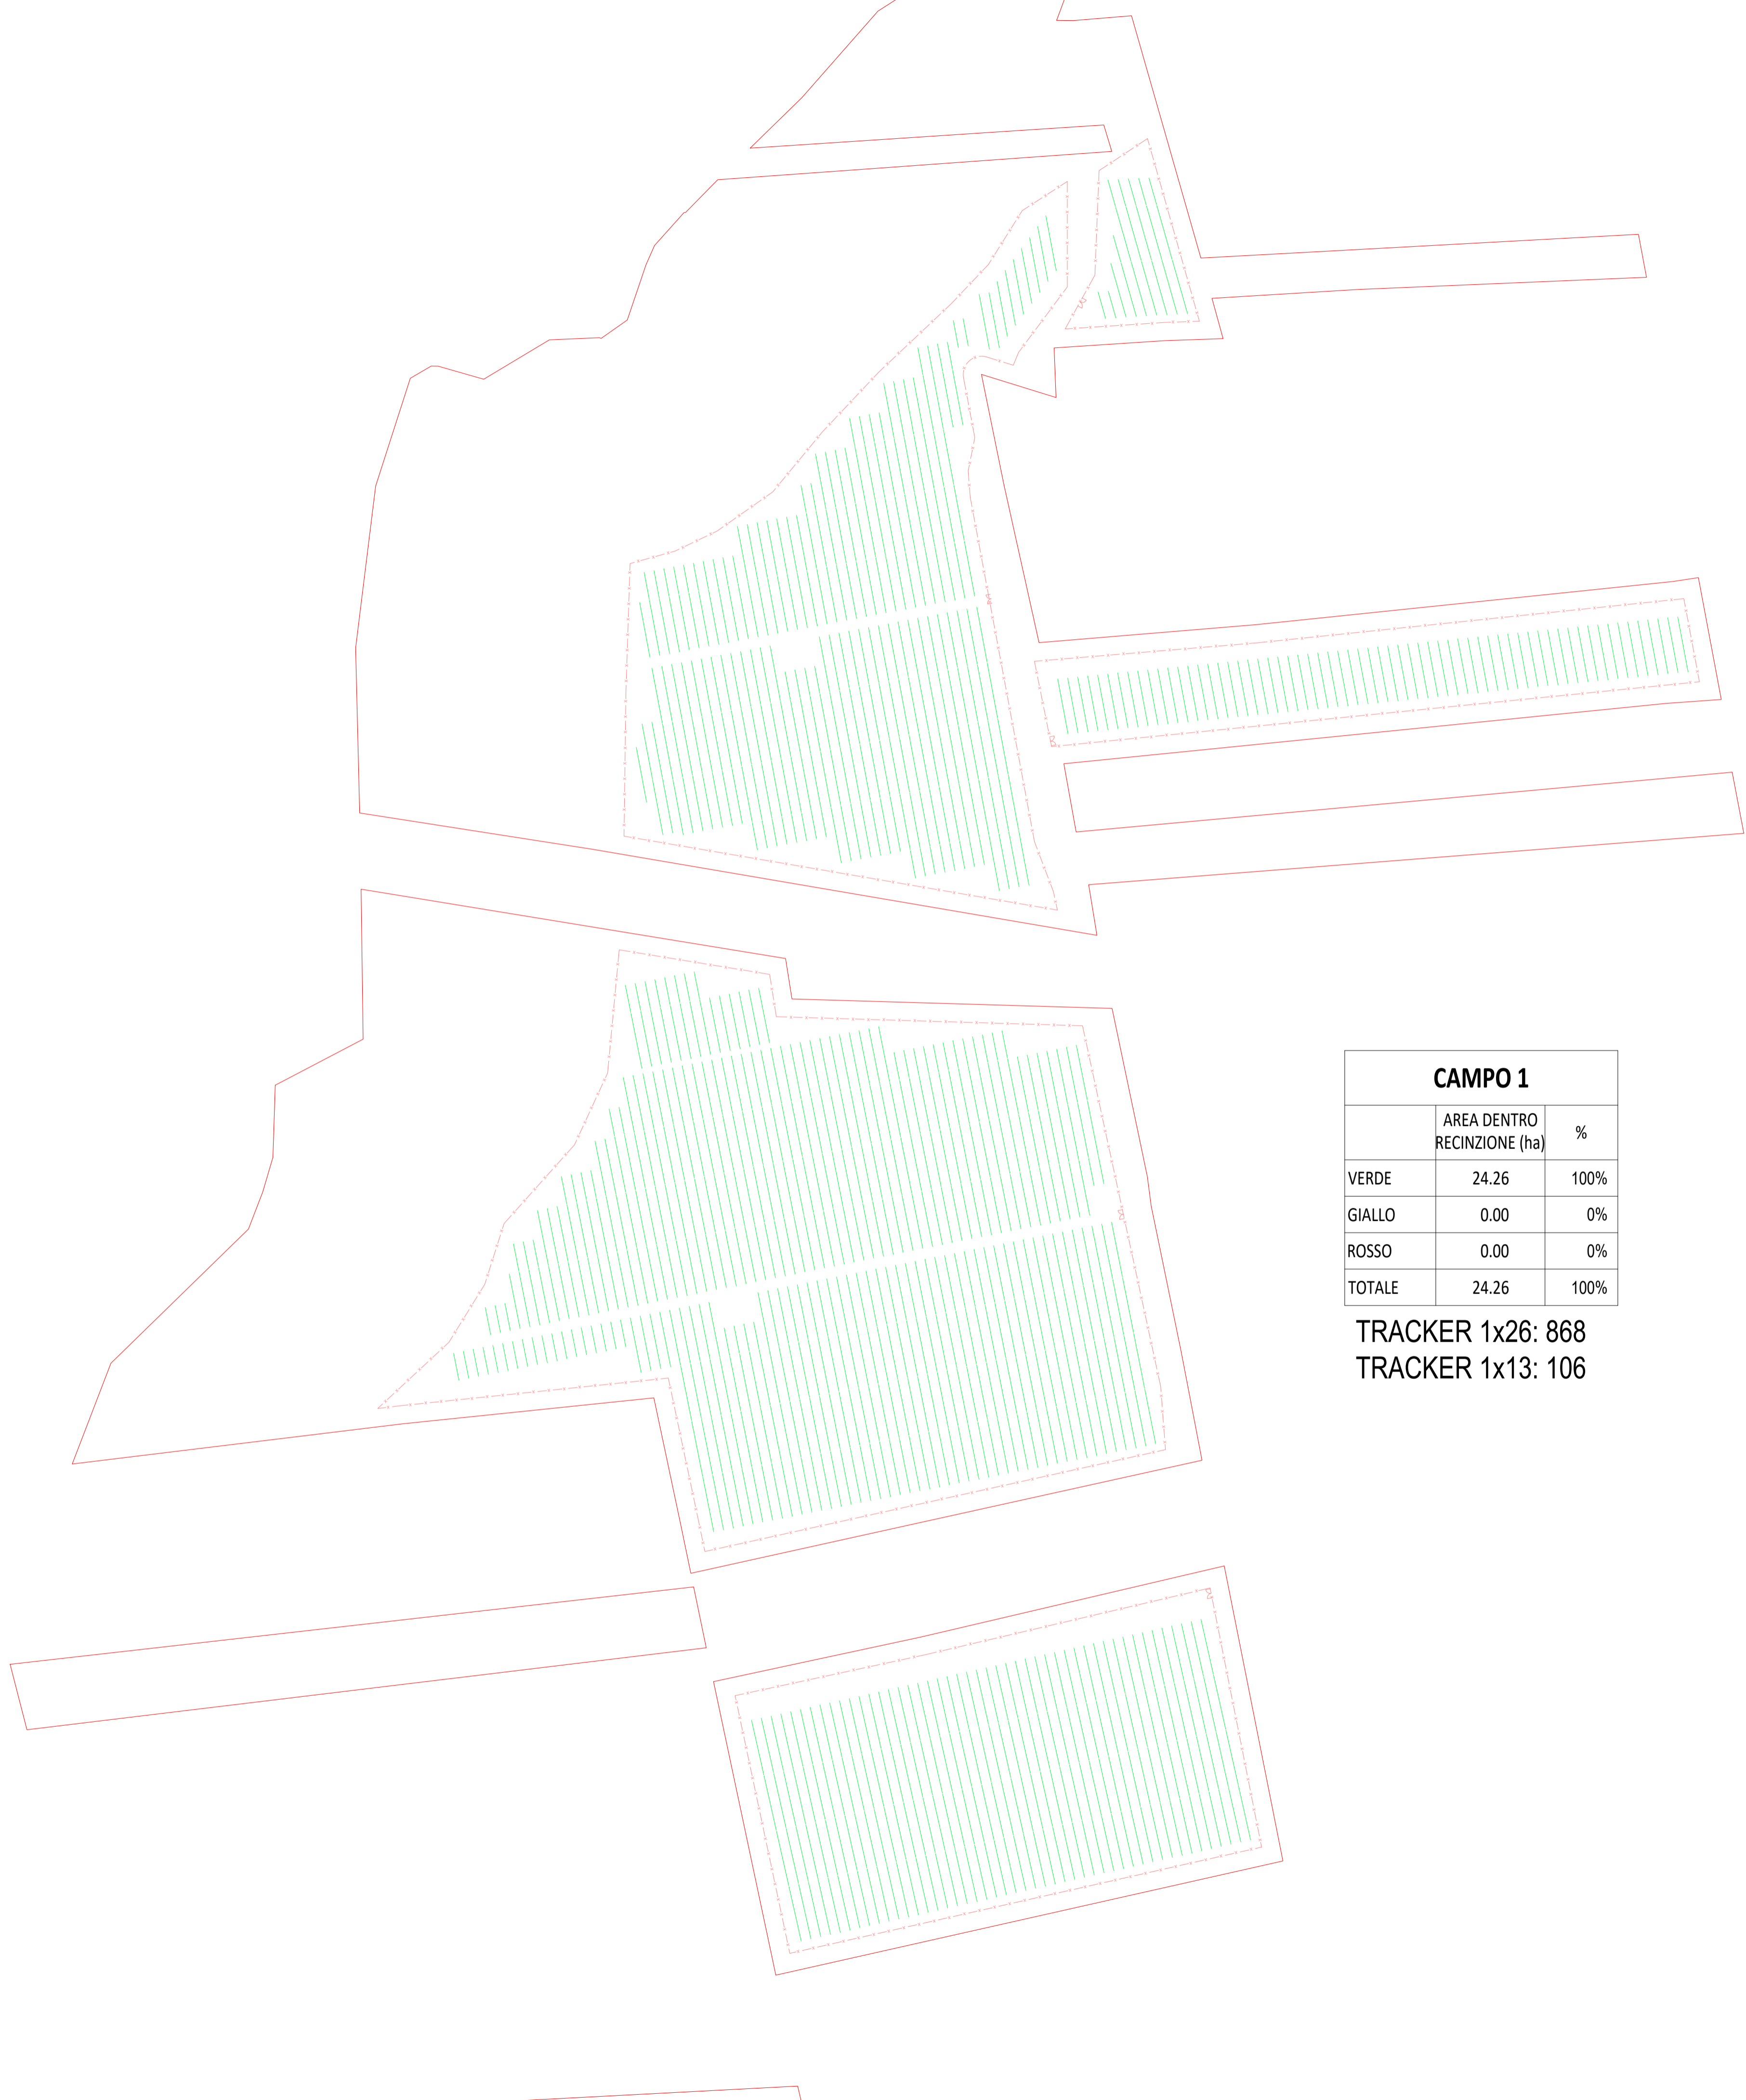 CAMPO 1
AREA DENTRO
RECINZIONE (ha)
%
VERDE 24.26 100%
GIALLO 0.00 0%
ROSSO 0.00 0%
TOTALE 24.26 100%
TRACKER 1x26: 868
TRACKER 1x13: 106